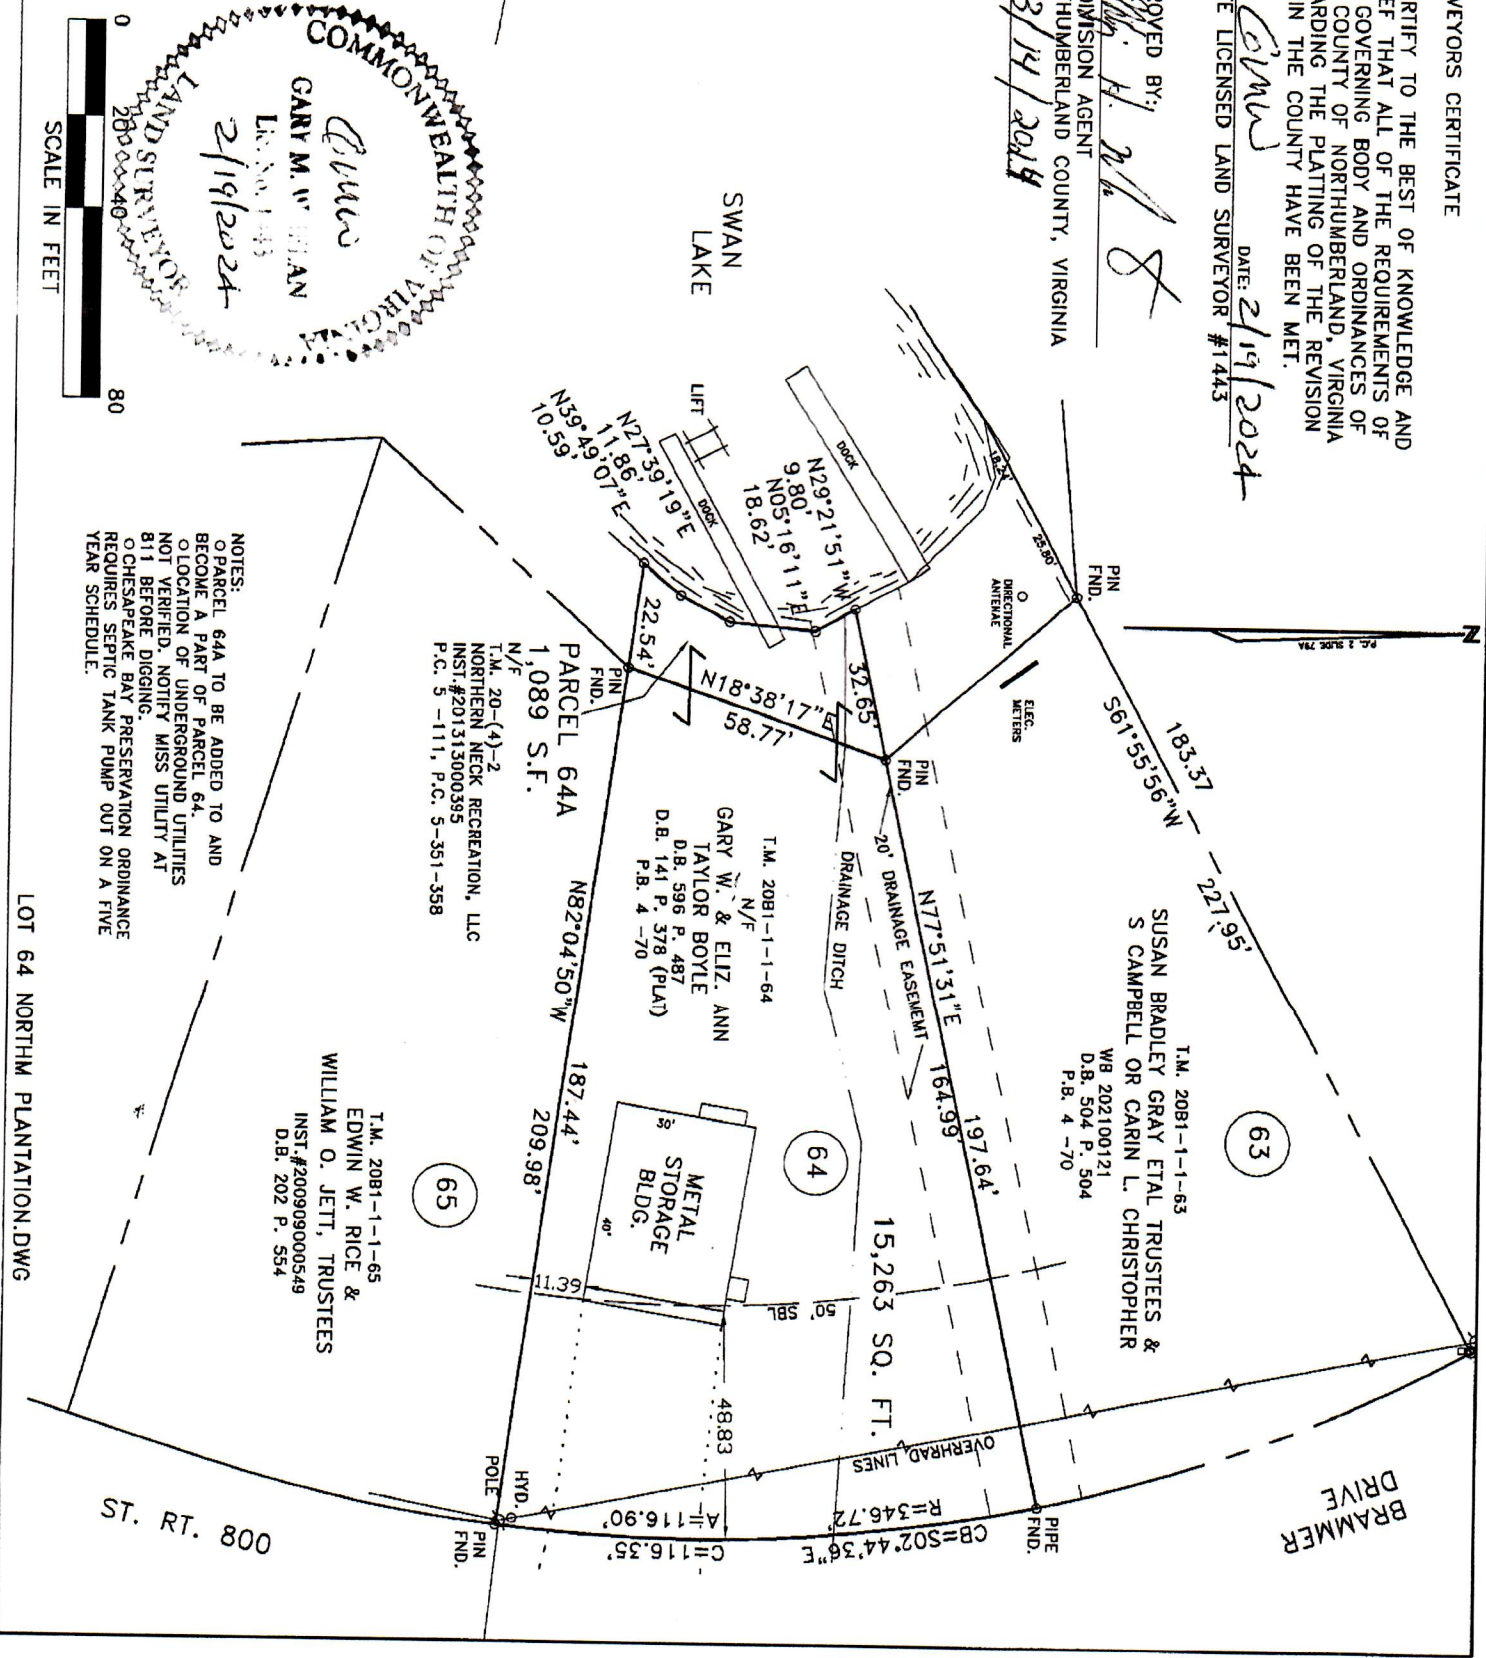 VEYORS CERTIFICATE
RTIFY TO THE BEST OF KNOWLEDGE AND
EF THAT ALL OF THE REQUIREMENTS OF
GOVERNING BODY AND ORDINANCES OF
COUNTY OF NORTHUMBERLAND, VIRGINIA
ARDING THE PLATTING OF THE REVISION
IN THE COUNTY HAVE BEEN MET.
DATE: 2/19/2024
E LICENSED LAND SURVEYOR #1443
OVED BY:,
DIVISION AGENT
THUMBERLAND COUNTY, VIRGINIA
3/14/2024
COMMONWEALTH OF VIRGINIA
GARY M. W
LAN
Lic. No. 1443
2/19/2024
LAND SURVEYOR
0 20 40 80
SCALE IN FEET
SWAN
LAKE
LIFT
DOCK
DOCK
N39°49'07"E
10.59'
N27°39'19"E
11.86'
N29°21'51"W
9.80'
N05°16'11"E
18.62'
18.24'
25.80'
PIN
FND.
DIRECTIONAL
ANTENAE
ELEC.
METERS
Z
P.C. 2 SLIDE 79A
183.37
S61°55'56"W
227.95'
22.54'
32.65'
N18°38'17"E
58.77'
PIN
FND.
PIN
FND.
PARCEL 64A
1,089 S.F.
N/F
T.M. 20-(4)-2
NORTHERN NECK RECREATION, LLC
INST.#201313000395
P.C. 5 -111, P.C. 5-351-358
NOTES:
○ PARCEL 64A TO BE ADDED TO AND
BECOME A PART OF PARCEL 64.
○ LOCATION OF UNDERGROUND UTILITIES
NOT VERIFIED. NOTIFY MISS UTILITY AT
811 BEFORE DIGGING.
○ CHESAPEAKE BAY PRESERVATION ORDINANCE
REQUIRES SEPTIC TANK PUMP OUT ON A FIVE
YEAR SCHEDULE.
T.M. 20B1-1-1-64
N/F
GARY W. & ELIZ. ANN
TAYLOR BOYLE
D.B. 596 P. 487
D.B. 141 P. 378 (PLAT)
P.B. 4 -70
DRAINAGE DITCH
20' DRAINAGE EASEMEMT
N77°51'31"E
164.99'
197.64'
T.M. 20B1-1-1-63
SUSAN BRADLEY GRAY ETAL TRUSTEES &
S CAMPBELL OR CARIN L. CHRISTOPHER
WB 202100121
D.B. 504 P. 504
P.B. 4 -70
63
64
65
N82°04'50"W
187.44'
209.98'
30'
METAL
STORAGE
BLDG.
40'
11.39
50' SBL
15,263 SQ. FT.
48.83
T.M. 20B1-1-1-65
EDWIN W. RICE &
WILLIAM O. JETT, TRUSTEES
INST.#200909000549
D.B. 202 P. 554
OVERHRAD LINES
R=346.72'
A=116.90'
CB=S02°44'36"E
C=116.35'
PIPE
FND.
HYD.
POLE
PIN
FND.
BRAMMER
DRIVE
ST. RT. 800
LOT 64 NORTHM PLANTATION.DWG